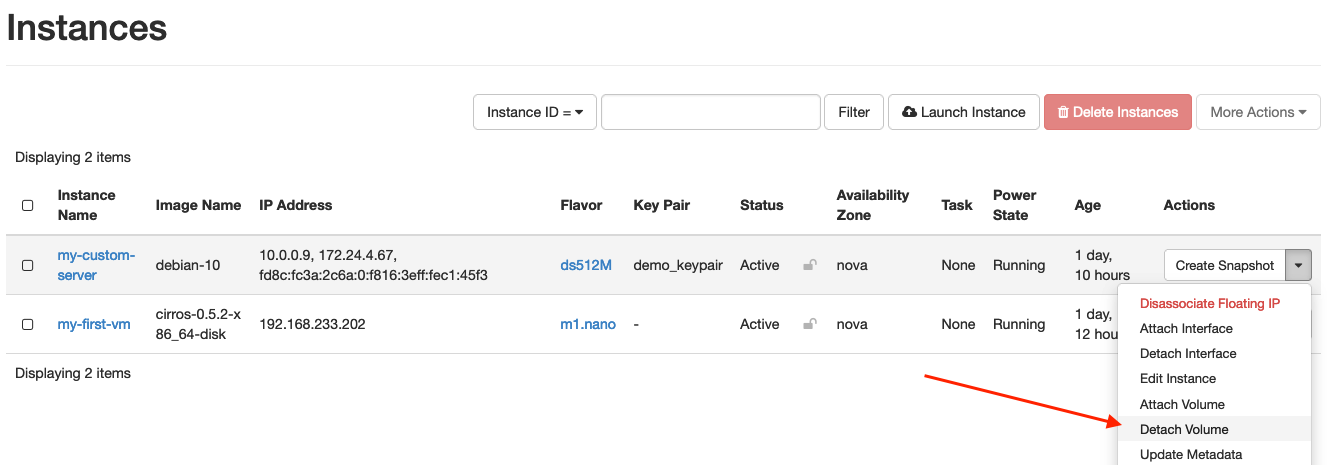 Instances
Instance ID =
Filter
Launch Instance
Delete Instances
More Actions
Displaying 2 items
Instance Name
Image Name
IP Address
Flavor
Key Pair
Status
Availability Zone
Task
Power State
Age
Actions
my-custom-
server
debian-10
10.0.0.9, 172.24.4.67,
fd8c:fc3a:2c6a:0:f816:3eff:fec1:45f3
ds512M
demo_keypair
Active
nova
None
Running
1 day,
10 hours
Create Snapshot
my-first-vm
cirros-0.5.2-x
86_64-disk
192.168.233.202
m1.nano
-
Active
nova
None
Running
1 day,
12 hou
Disassociate Floating IP
Attach Interface
Detach Interface
Edit Instance
Attach Volume
Detach Volume
Update Metadata
Displaying 2 items